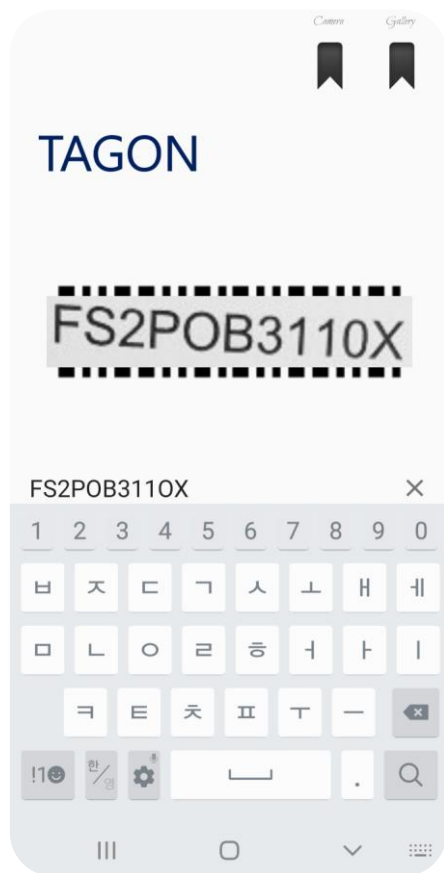 Camera Gallery
TAGON
FS2POB3110X
FS2POB311OX
1 2 3 4 5 6 7 8 9 0
ㅂ ㅈ ㄷ ㄱ ㅅ ㅗ ㅐ ㅔ
ㅁ ㄴ ㅇ ㄹ ㅎ ㅓ ㅏ ㅣ
ㅋ ㅌ ㅊ ㅍ ㅜ ㅡ
!1 한/영 .